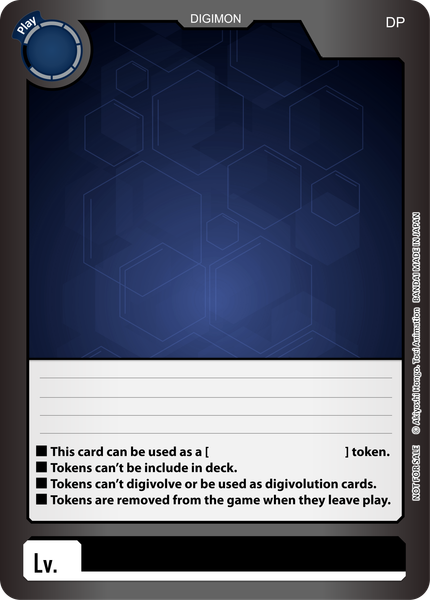 Play
DIGIMON
DP
■ This card can be used as a [ ] token.
■ Tokens can't be include in deck.
■ Tokens can't digivolve or be used as digivolution cards.
■ Tokens are removed from the game when they leave play.
NOT FOR SALE © Akiyoshi Hongo, Toei Animation BANDAI MADE IN JAPAN
Lv.